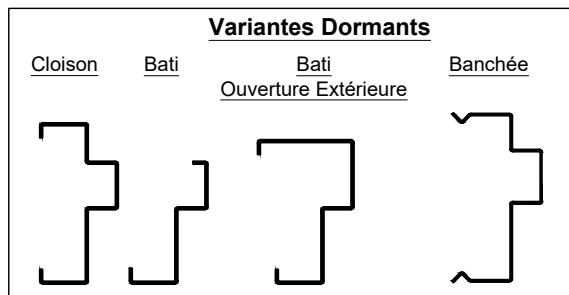 Variantes Dormants
Cloison
Bati
Bati
Ouverture Extérieure
Banchée